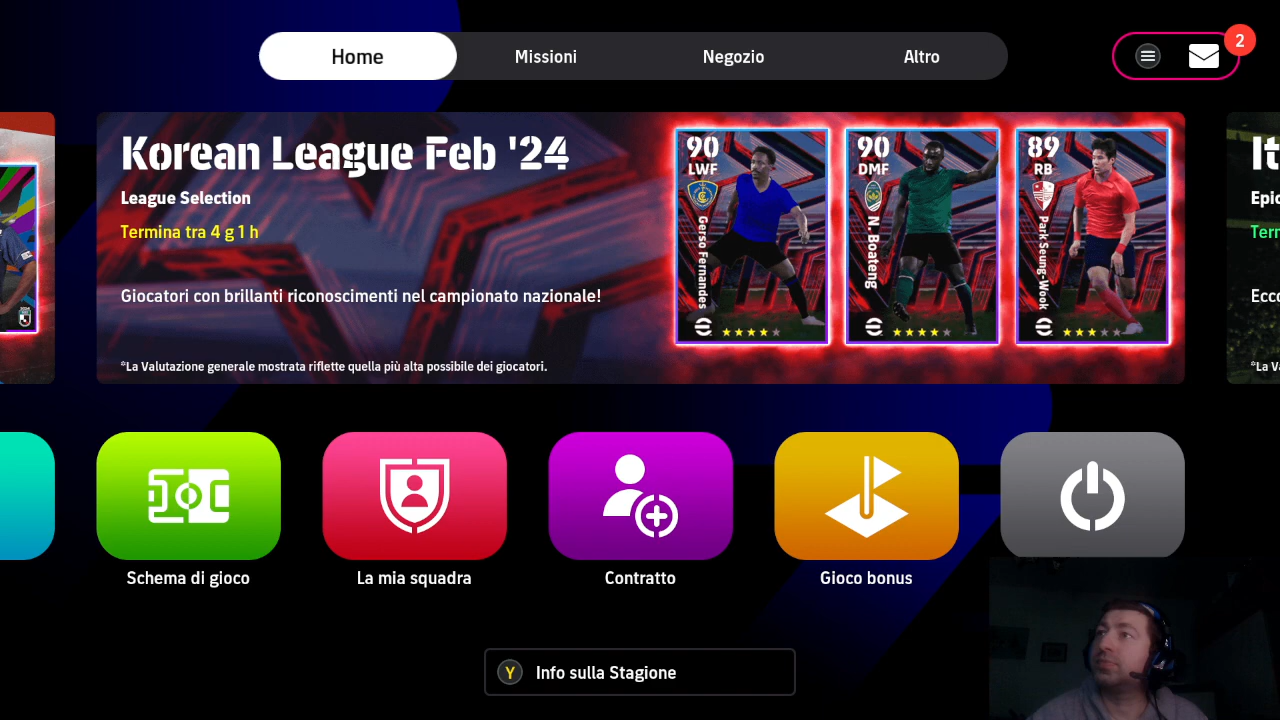 Home
Missioni
Negozio
Altro
2
Korean League Feb '24
League Selection
Termina tra 4 g 1 h
Giocatori con brillanti riconoscimenti nel campionato nazionale!
*La Valutazione generale mostrata riflette quella più alta possibile dei giocatori.
90
LWF
Gerso Fernandes
90
DMF
N. Boateng
89
RB
Park Seung-Wook
It
Epic
Ecco
*La Va
Schema di gioco
La mia squadra
Contratto
Gioco bonus
Y
Info sulla Stagione